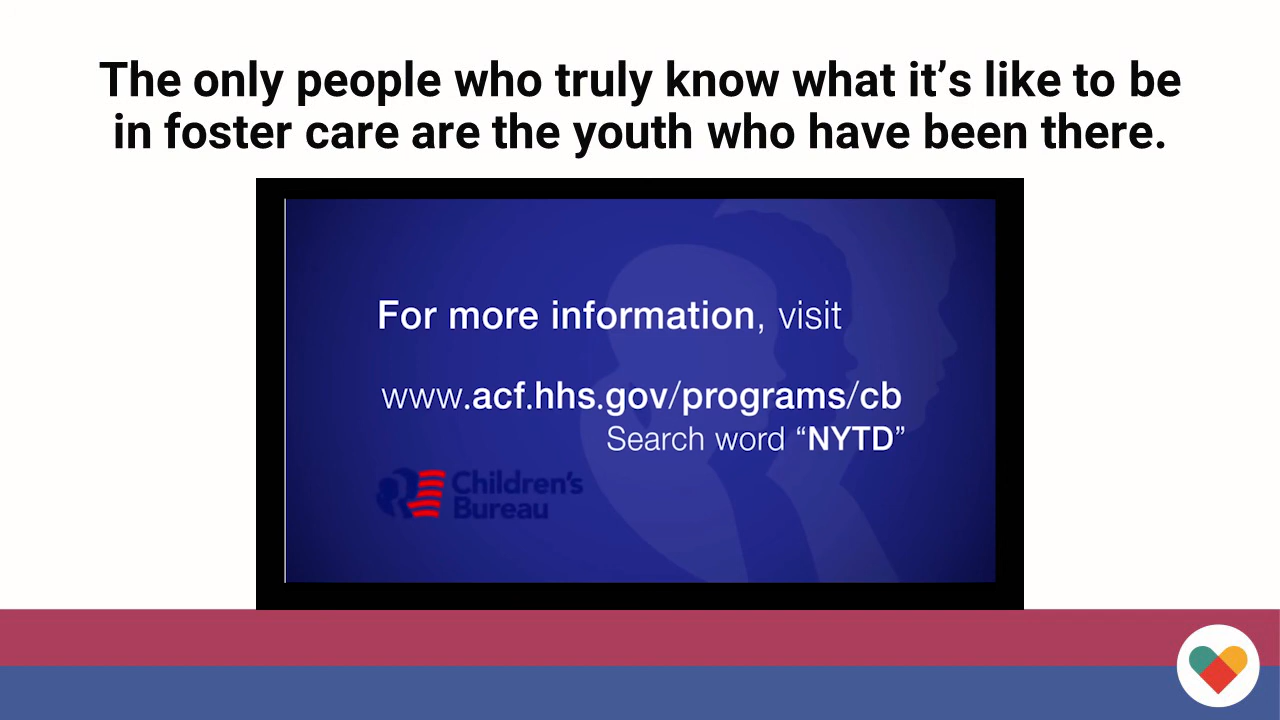 The only people who truly know what it’s like to be
in foster care are the youth who have been there.
For more information, visit
www.acf.hhs.gov/programs/cb
Search word “NYTD”
Children's
Bureau